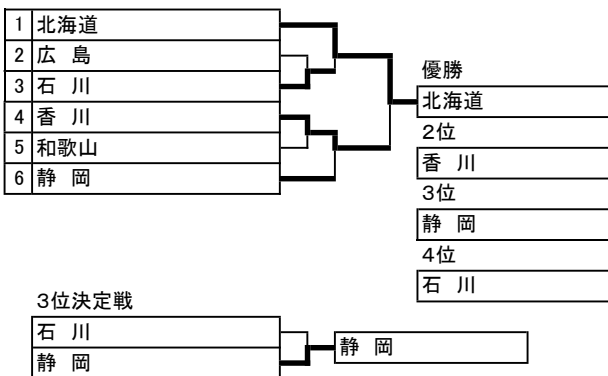 1 北海道
2 広 島
3 石 川
4 香 川
5 和歌山
6 静 岡
優勝
北海道
2位
香 川
3位
静 岡
4位
石 川
3位決定戦
石 川
静 岡
静 岡